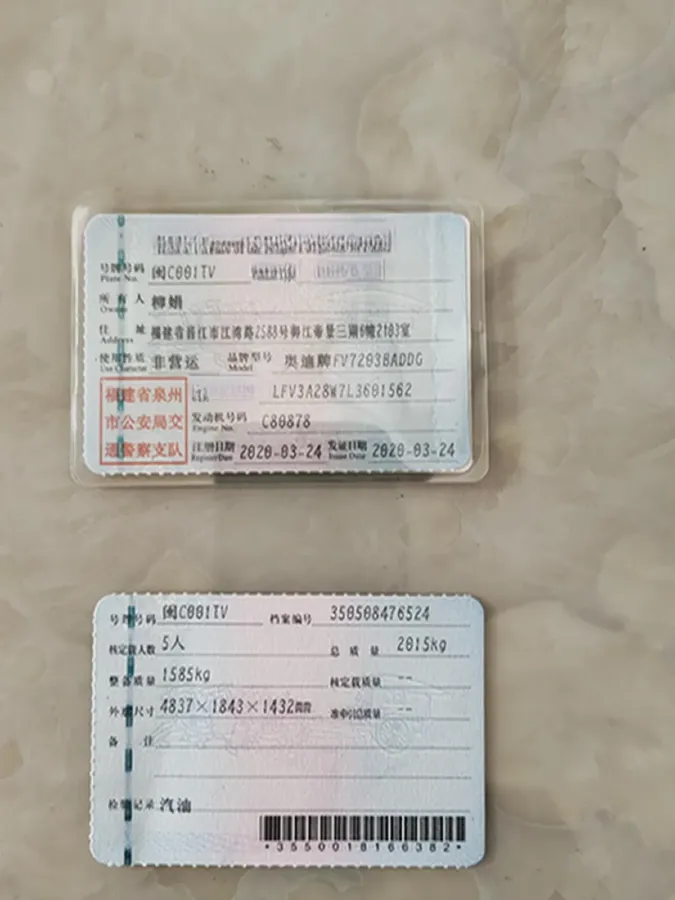 号牌号码 闽C001TV
Plate No.
所有人 柳娟
Owner
住址 福建省晋江市江湾路2588号御江帝景三期6幢2103室
Address
使用性质 非营运 品牌型号 奥迪牌FV7203BADDG
Use Character Model
福建省泉州
市公安局交
通警察支队
VIN LFV3A28W7L3601562
发动机号码 C80878
Engine No.
注册日期 2020-03-24 发证日期 2020-03-24
Register Date Issue Date
号牌号码 闽C001TV 档案编号 350508476524
核定载人数 5人 总质量 2015kg
整备质量 1585kg 核定载质量 --
外廓尺寸 4837×1843×1432mm 准牵引总质量 --
备注
检验记录 汽油
*3550018166382*